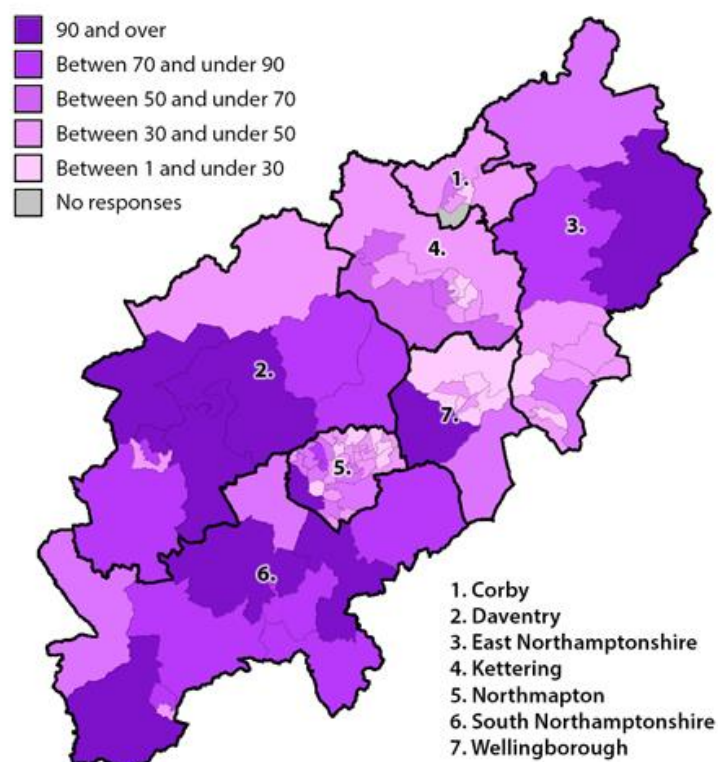 90 and over
Betwen 70 and under 90
Between 50 and under 70
Between 30 and under 50
Between 1 and under 30
No responses
1.
3.
4.
2.
7.
5.
6.
1. Corby
2. Daventry
3. East Northamptonshire
4. Kettering
5. Northmapton
6. South Northamptonshire
7. Wellingborough